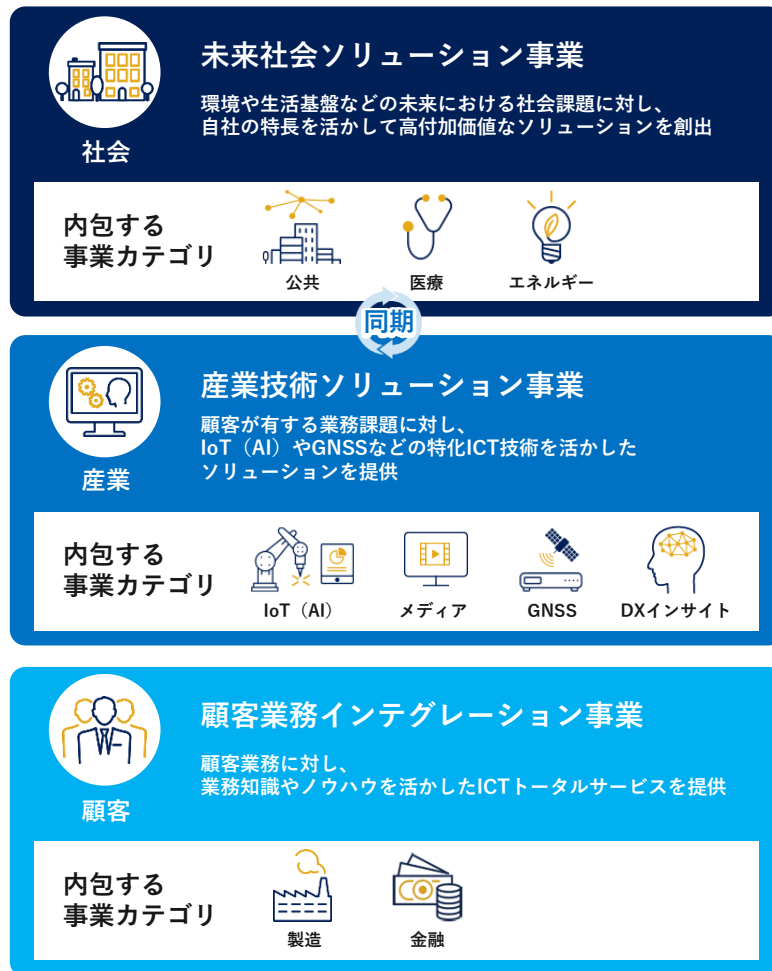 未来社会ソリューション事業
環境や生活基盤などの未来における社会課題に対し、
自社の特長を活かして高付加価値なソリューションを創出
社会
内包する
事業カテゴリ
公共
医療
エネルギー
同期
産業技術ソリューション事業
顧客が有する業務課題に対し、
IoT（AI）やGNSSなどの特化ICT技術を活かした
ソリューションを提供
産業
内包する
事業カテゴリ
IoT（AI）
メディア
GNSS
DXインサイト
顧客業務インテグレーション事業
顧客業務に対し、
業務知識やノウハウを活かしたICTトータルサービスを提供
顧客
内包する
事業カテゴリ
製造
金融